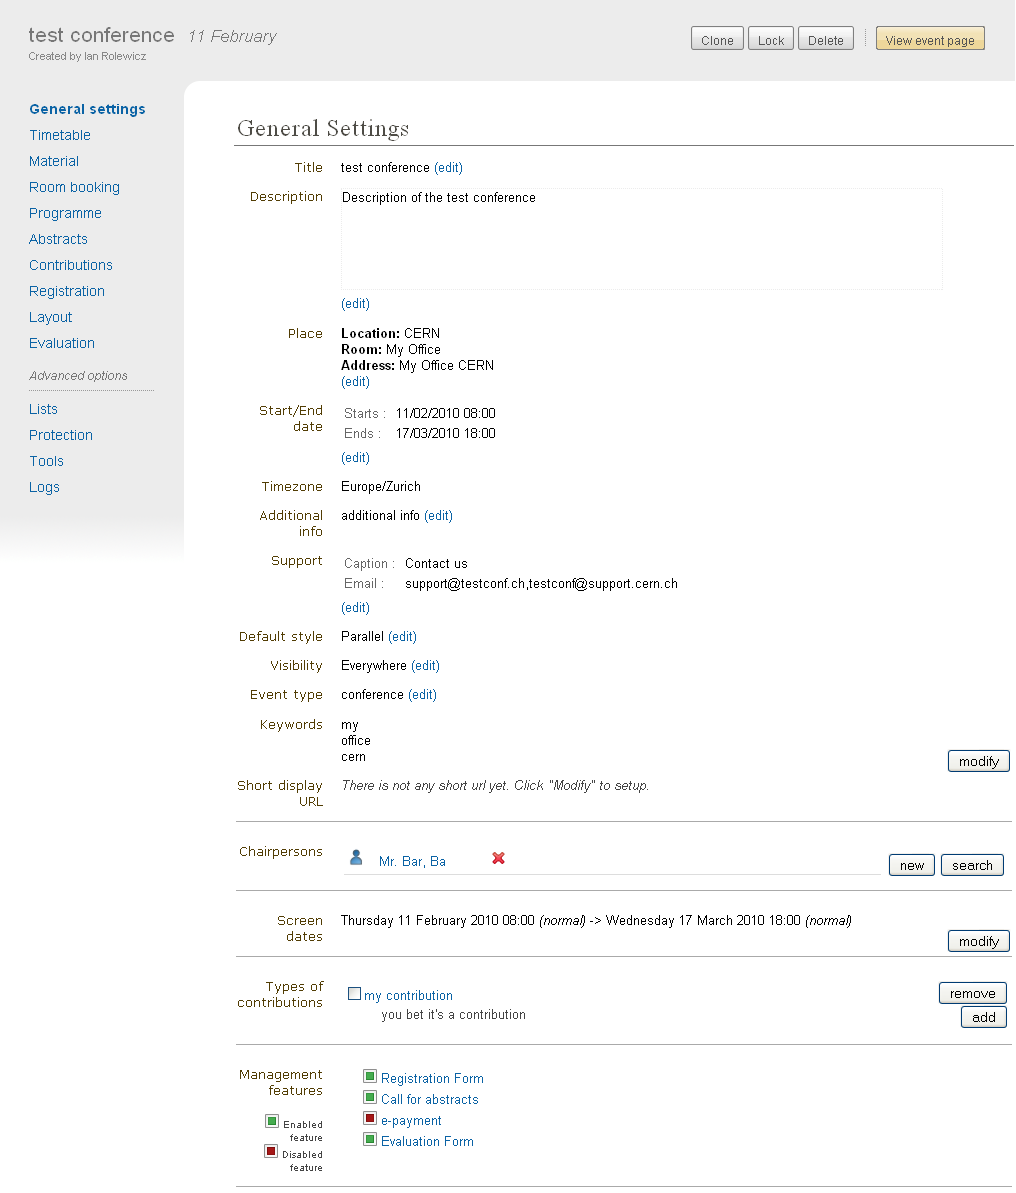 test conference 11 February
Created by Ian Rolewicz
Clone Lock Delete View event page
General settings
Timetable
Material
Room booking
Programme
Abstracts
Contributions
Registration
Layout
Evaluation
Advanced options
Lists
Protection
Tools
Logs
General Settings
Title test conference (edit)
Description Description of the test conference
(edit)
Place Location: CERN
Room: My Office
Address: My Office CERN
(edit)
Start/End Starts : 11/02/2010 08:00
date Ends : 17/03/2010 18:00
(edit)
Timezone Europe/Zurich
Additional additional info (edit)
info
Support Caption : Contact us
Email : support@testconf.ch,testconf@support.cern.ch
(edit)
Default style Parallel (edit)
Visibility Everywhere (edit)
Event type conference (edit)
Keywords my
office
cern modify
Short display There is not any short url yet. Click "Modify" to setup.
URL
Chairpersons Mr. Bar, Ba new search
Screen Thursday 11 February 2010 08:00 (normal) -> Wednesday 17 March 2010 18:00 (normal)
dates modify
Types of my contribution remove
contributions you bet it's a contribution add
Management Registration Form
features Call for abstracts
Enabled e-payment
feature Evaluation Form
Disabled
feature